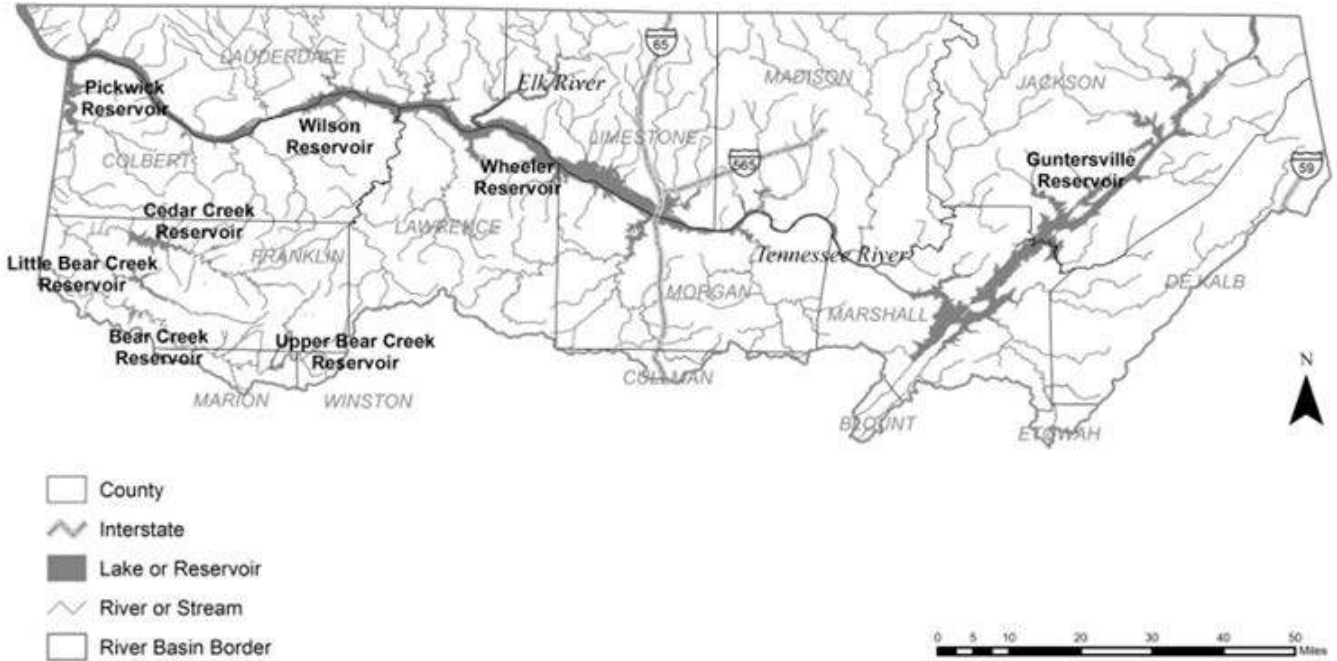 65
LAUDERDALE
Elk River
MADISON
JACKSON
Pickwick
Reservoir
Wilson
Reservoir
LIMESTONE
565
59
COLBERT
Wheeler
Reservoir
Guntersville
Reservoir
Cedar Creek
Reservoir
LAWRENCE
FRANKLIN
Tennessee River
Little Bear Creek
Reservoir
MORGAN
DE KALB
MARSHALL
Bear Creek
Reservoir
Upper Bear Creek
Reservoir
N
CULLMAN
MARION
WINSTON
BLOUNT
ETOWAH
County
Interstate
Lake or Reservoir
River or Stream
River Basin Border
0 5 10 20 30 40 50
Miles